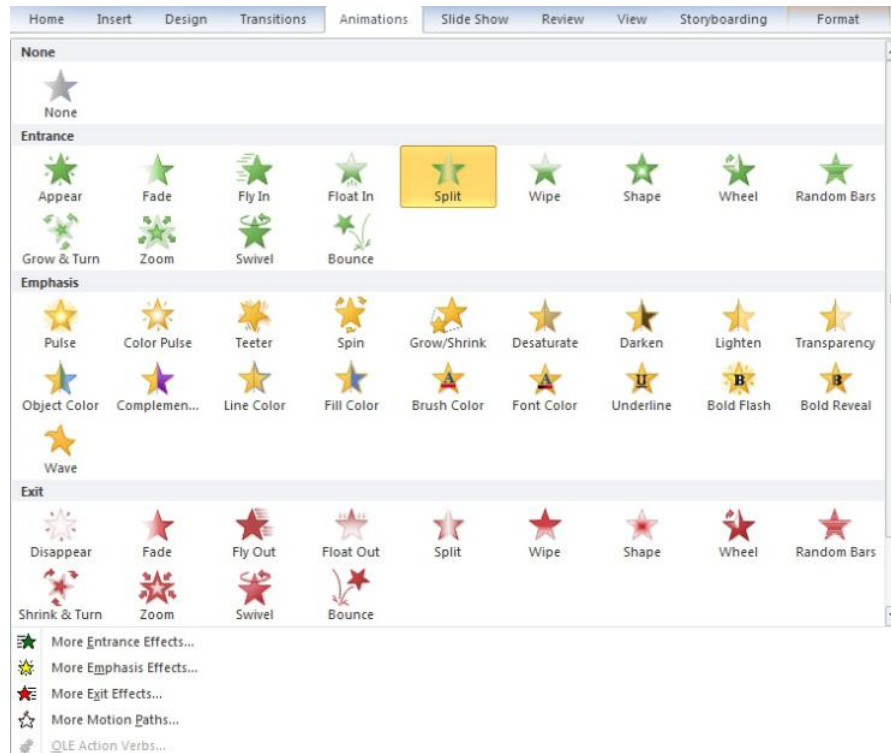 Home Insert Design Transitions Animations Slide Show Review View Storyboarding Format
None
None
Entrance
Appear Fade Fly In Float In Split Wipe Shape Wheel Random Bars
Grow & Turn Zoom Swivel Bounce
Emphasis
Pulse Color Pulse Teeter Spin Grow/Shrink Desaturate Darken Lighten Transparency
Object Color Complemen... Line Color Fill Color Brush Color Font Color Underline Bold Flash Bold Reveal
Wave
Exit
Disappear Fade Fly Out Float Out Split Wipe Shape Wheel Random Bars
Shrink & Turn Zoom Swivel Bounce
More Entrance Effects...
More Emphasis Effects...
More Exit Effects...
More Motion Paths...
OLE Action Verbs...